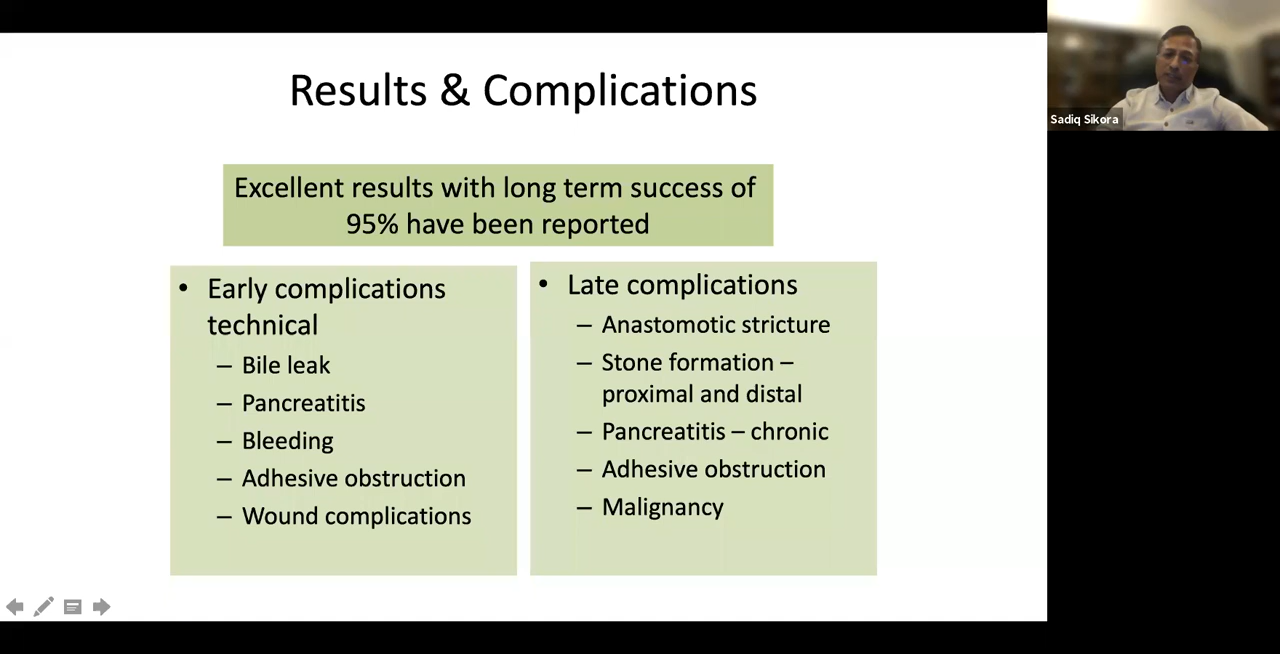 Results & Complications
Excellent results with long term success of
95% have been reported
• Early complications
technical
– Bile leak
– Pancreatitis
– Bleeding
– Adhesive obstruction
– Wound complications
• Late complications
– Anastomotic stricture
– Stone formation –
proximal and distal
– Pancreatitis – chronic
– Adhesive obstruction
– Malignancy
Sadiq Sikora